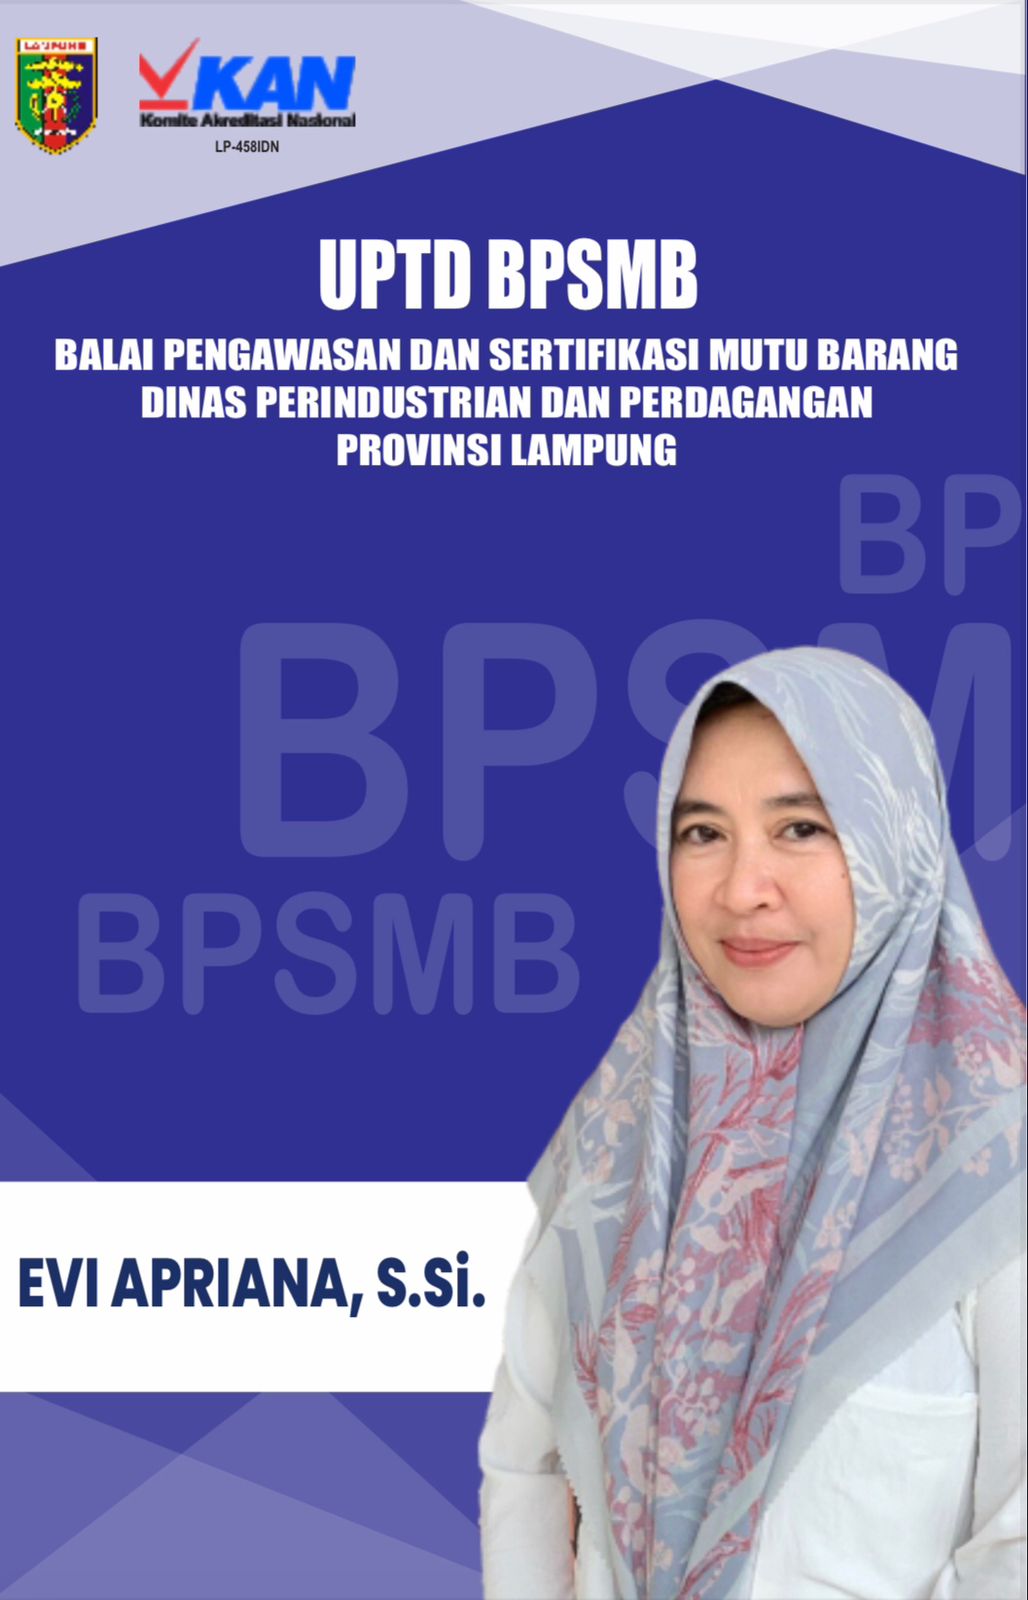 LAMPUNG
KAN
Komite Akreditasi Nasional
LP-458IDN
UPTD BPSMB
BALAI PENGAWASAN DAN SERTIFIKASI MUTU BARANG
DINAS PERINDUSTRIAN DAN PERDAGANGAN
PROVINSI LAMPUNG
BP
BPSM
BPSMB
EVI APRIANA, S.Si.